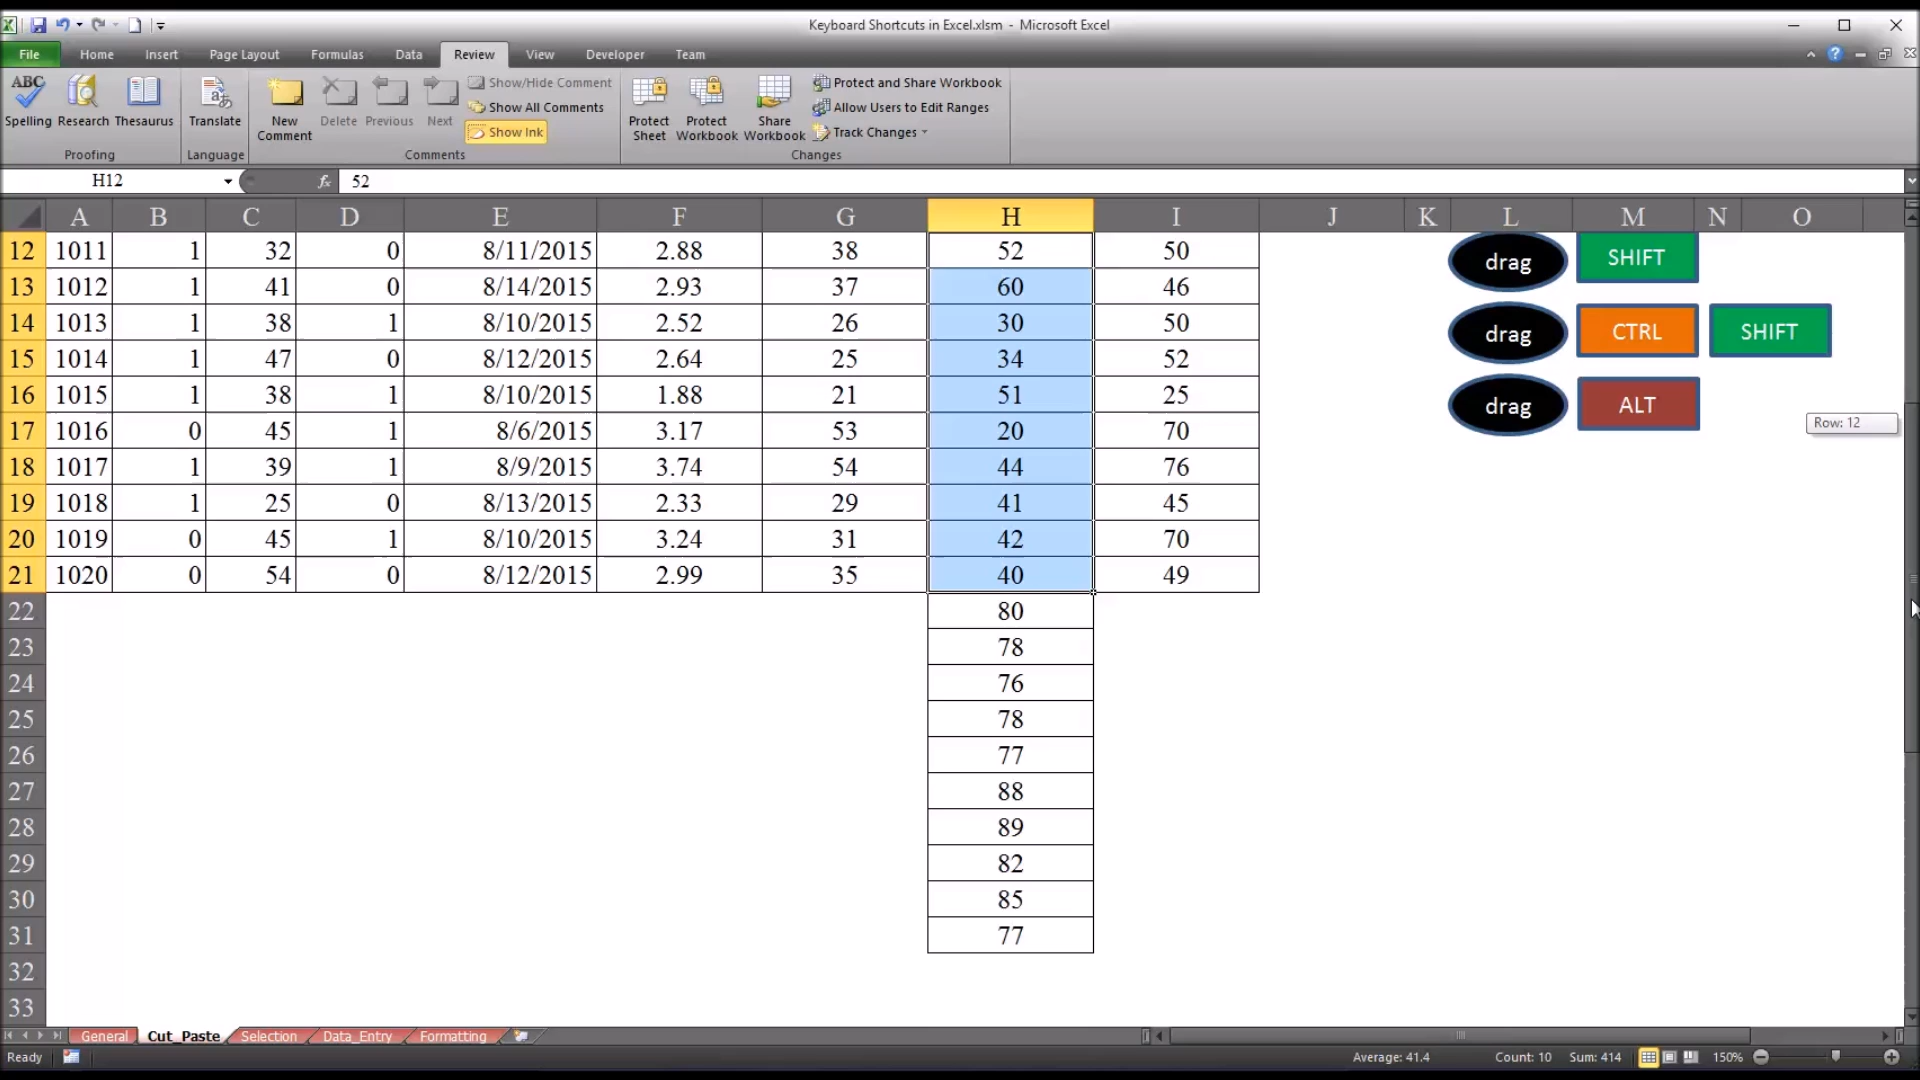 Keyboard Shortcuts in Excel.xlsm - Microsoft Excel
File Home Insert Page Layout Formulas Data Review View Developer Team
ABC
Spelling Research Thesaurus Translate New Comment Delete Previous Next
Show/Hide Comment
Show All Comments
Show Ink
Protect Sheet Protect Workbook Share Workbook
Protect and Share Workbook
Allow Users to Edit Ranges
Track Changes
Proofing Language Comments Changes
H12 fx 52
A B C D E F G H I J K L M N O
12 1011 1 32 0 8/11/2015 2.88 38 52 50 drag SHIFT
13 1012 1 41 0 8/14/2015 2.93 37 60 46
14 1013 1 38 1 8/10/2015 2.52 26 30 50 drag CTRL SHIFT
15 1014 1 47 0 8/12/2015 2.64 25 34 52
16 1015 1 38 1 8/10/2015 1.88 21 51 25 drag ALT
Row: 12
17 1016 0 45 1 8/6/2015 3.17 53 20 70
18 1017 1 39 1 8/9/2015 3.74 54 44 76
19 1018 1 25 0 8/13/2015 2.33 29 41 45
20 1019 0 45 1 8/10/2015 3.24 31 42 70
21 1020 0 54 0 8/12/2015 2.99 35 40 49
22 80
23 78
24 76
25 78
26 77
27 88
28 89
29 82
30 85
31 77
32
33
General Cut_Paste Selection Data_Entry Formatting
Ready Average: 41.4 Count: 10 Sum: 414 150%